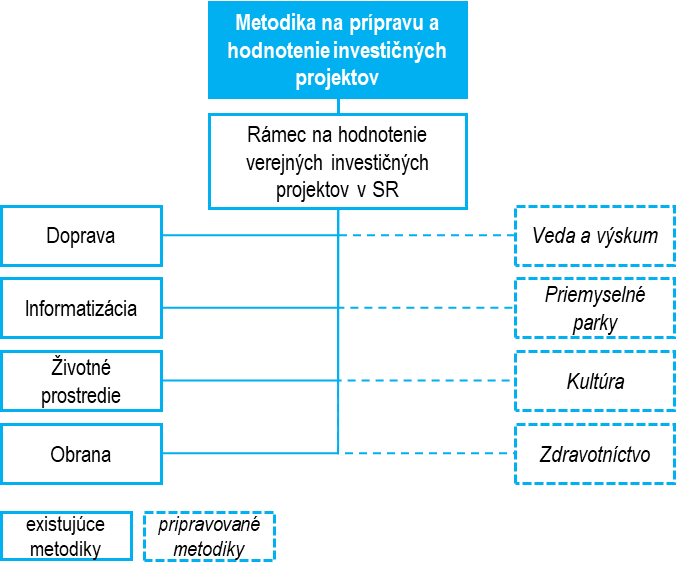 Metodika na prípravu a
hodnotenie investičných
projektov
Rámec na hodnotenie
verejných investičných
projektov v SR
Doprava
Veda a výskum
Informatizácia
Priemyselné
parky
Životné
prostredie
Kultúra
Obrana
Zdravotníctvo
existujúce
metodiky
pripravované
metodiky